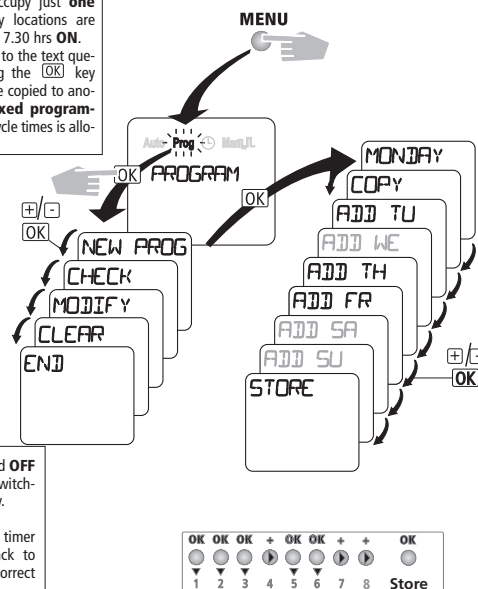 occupy just one
y locations are
7.30 hrs ON.
to the text que-
g the OK key
e copied to ano-
xed program-
cle times is allo-
MENU
Auto Prog Man,IL
PROGRAM
OK
OK
+/-
OK
NEW PROG
CHECK
MODIFY
CLEAR
END
MONDAY
COPY
ADD TU
ADD WE
ADD TH
ADD FR
ADD SA
ADD SU
STORE
+/-
OK
d OFF
witch-
timer
ck to
orrect
OK OK OK + OK OK + + OK
1 2 3 4 5 6 7 8 Store